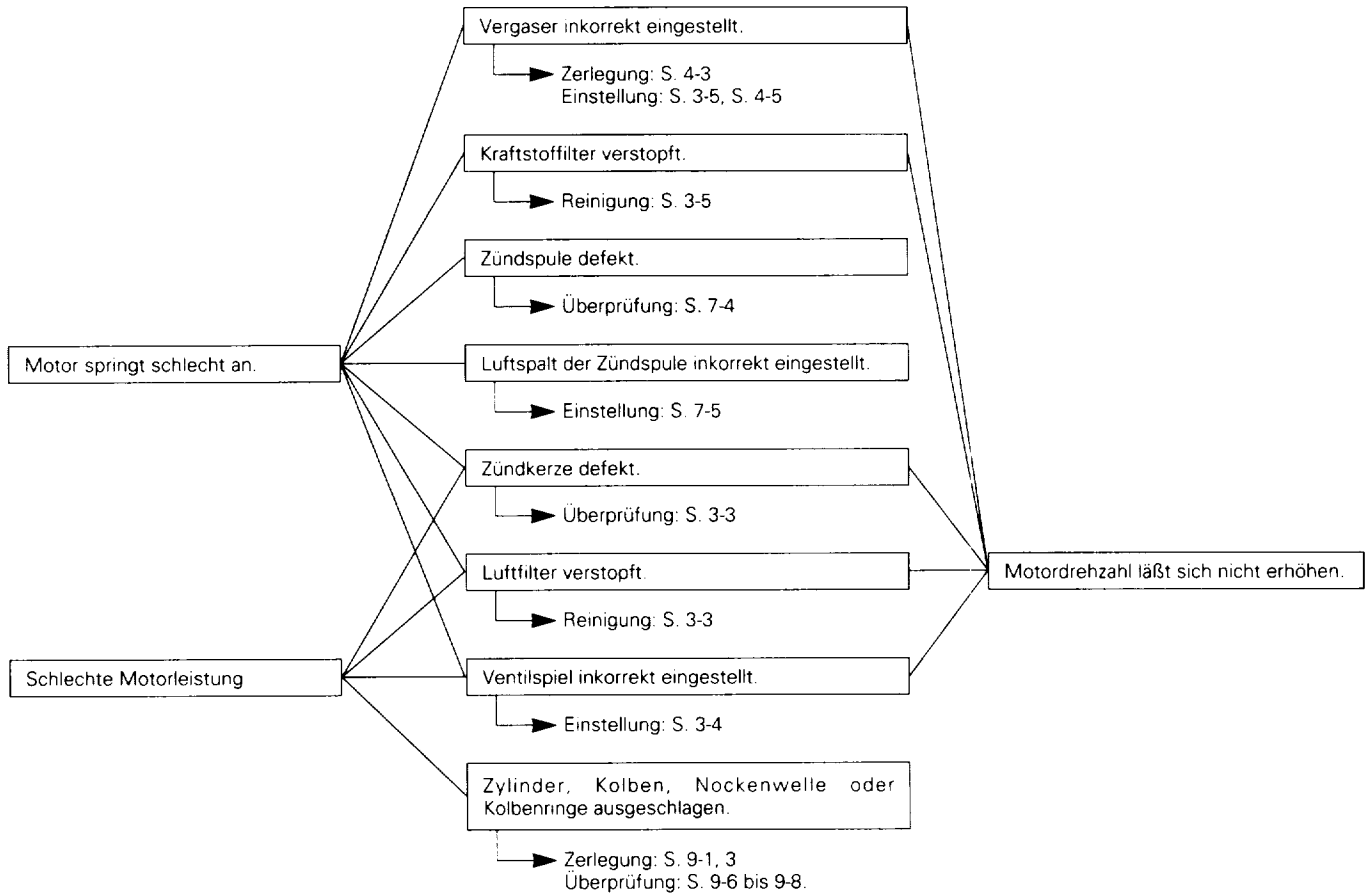 Vergaser inkorrekt eingestellt.
Zerlegung: S. 4-3
Einstellung: S. 3-5, S. 4-5
Kraftstoffilter verstopft.
Reinigung: S. 3-5
Zündspule defekt.
Überprüfung: S. 7-4
Motor springt schlecht an.
Luftspalt der Zündspule inkorrekt eingestellt.
Einstellung: S. 7-5
Zündkerze defekt.
Überprüfung: S. 3-3
Luftfilter verstopft.
Motordrehzahl läßt sich nicht erhöhen.
Reinigung: S. 3-3
Schlechte Motorleistung
Ventilspiel inkorrekt eingestellt.
Einstellung: S. 3-4
Zylinder, Kolben, Nockenwelle oder
Kolbenringe ausgeschlagen.
Zerlegung: S. 9-1, 3
Überprüfung: S. 9-6 bis 9-8.